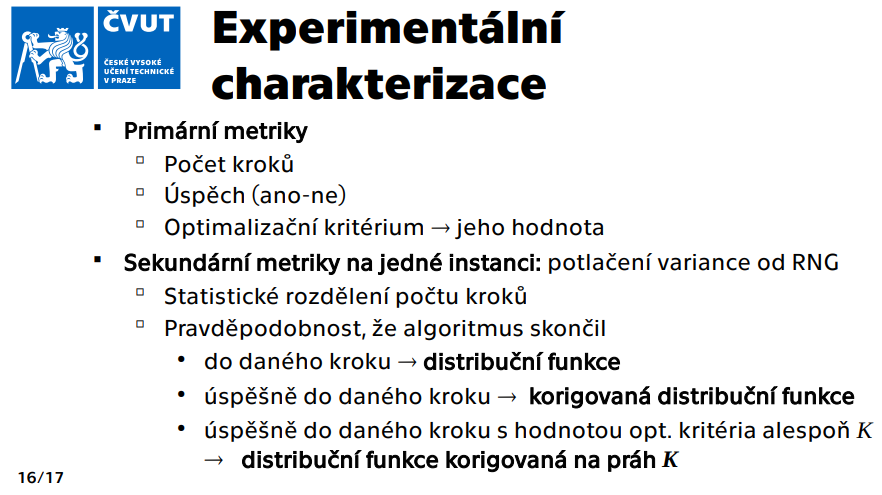 ČVUT
ČESKÉ VYSOKÉ
UČENÍ TECHNICKÉ
V PRAZE
Experimentální
charakterizace
▪ Primární metriky
▫ Počet kroků
▫ Úspěch (ano-ne)
▫ Optimalizační kritérium → jeho hodnota
▪ Sekundární metriky na jedné instanci: potlačení variance od RNG
▫ Statistické rozdělení počtu kroků
▫ Pravděpodobnost, že algoritmus skončil
• do daného kroku → distribuční funkce
• úspěšně do daného kroku → korigovaná distribuční funkce
• úspěšně do daného kroku s hodnotou opt. kritéria alespoň K
→ distribuční funkce korigovaná na práh K
16/17